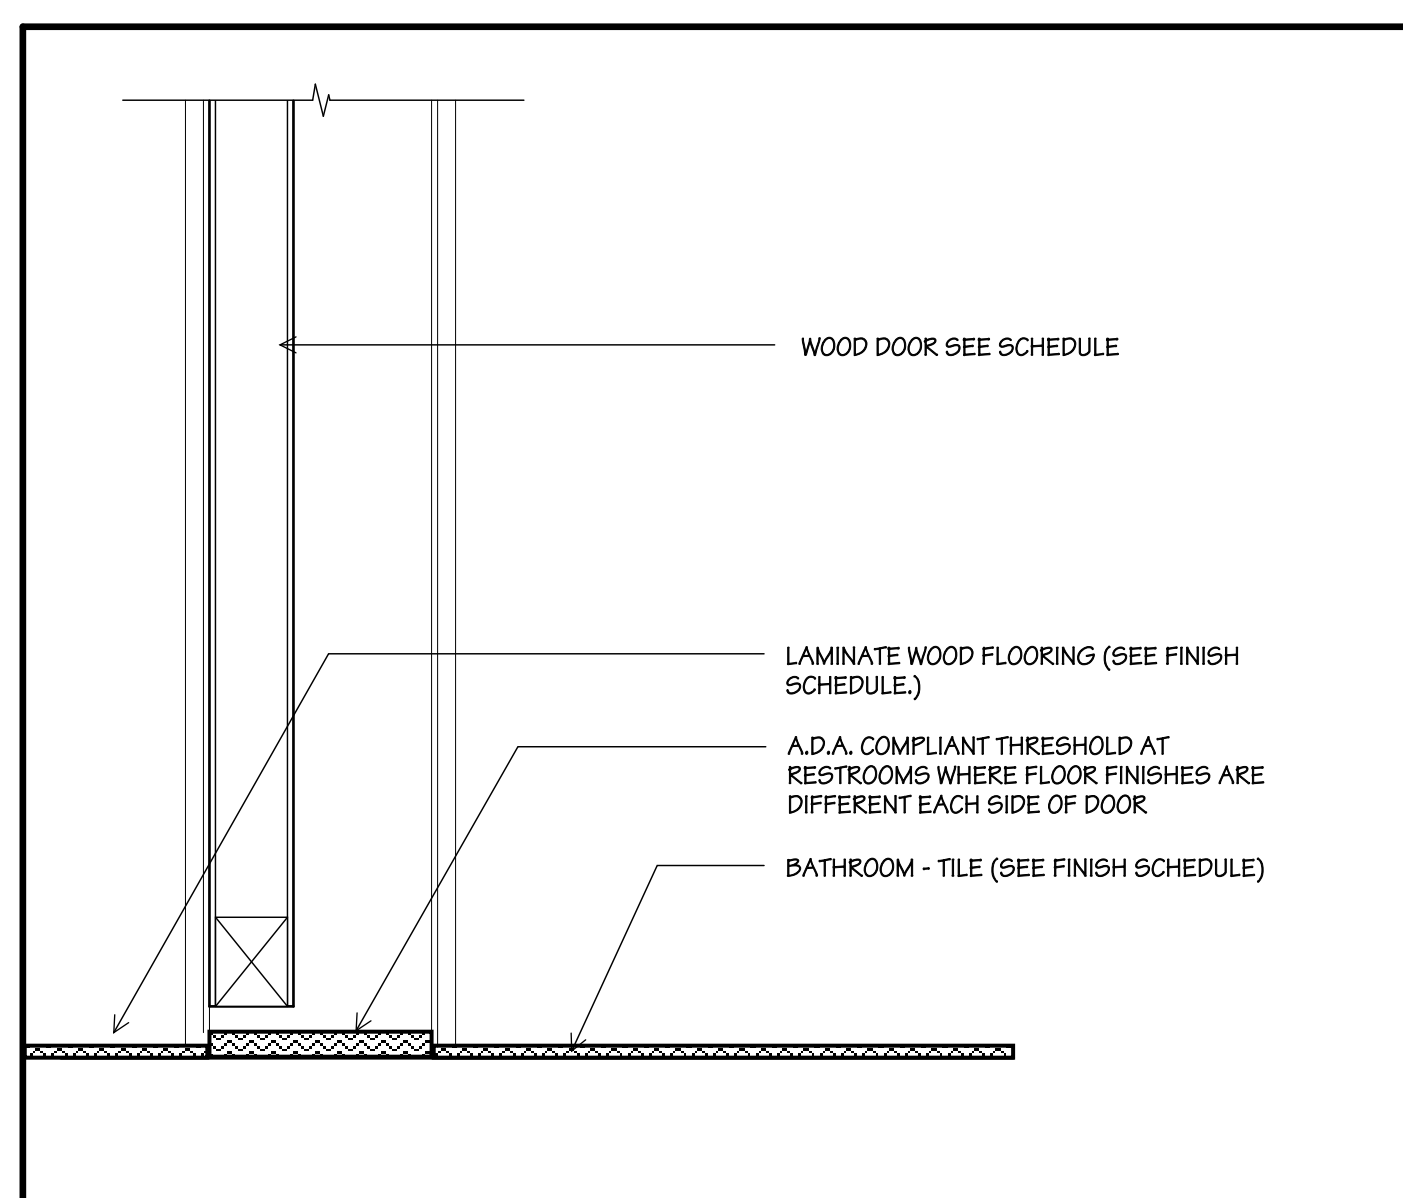 WOOD DOOR SEE SCHEDULE
LAMINATE WOOD FLOORING (SEE FINISH
SCHEDULE.)
A.D.A. COMPLIANT THRESHOLD AT
RESTROOMS WHERE FLOOR FINISHES ARE
DIFFERENT EACH SIDE OF DOOR
BATHROOM - TILE (SEE FINISH SCHEDULE)